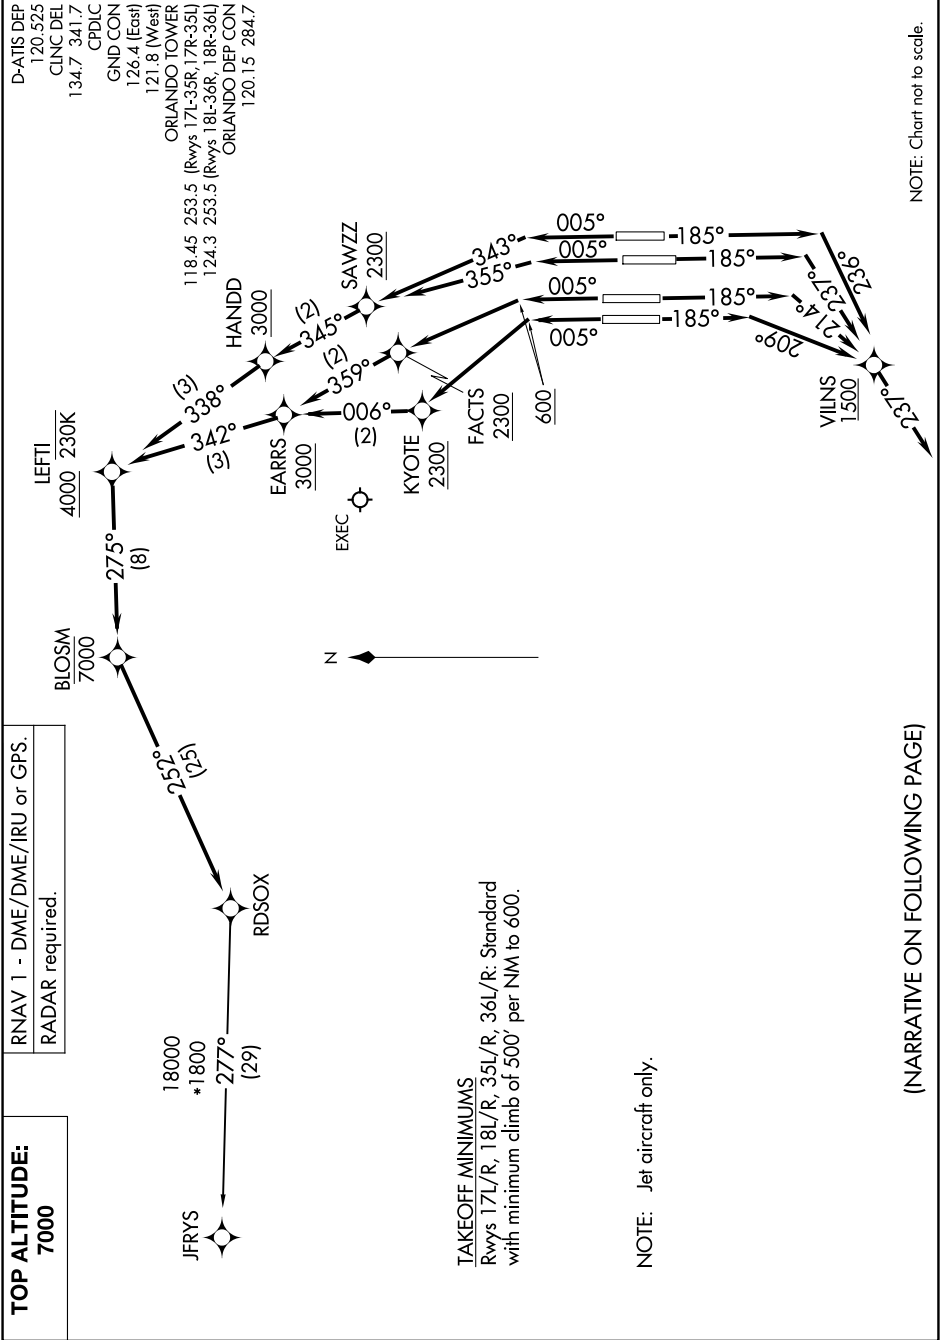 TOP ALTITUDE:
7000
RNAV 1 - DME/DME/IRU or GPS.
RADAR required.
D-ATIS DEP
120.525
CLNC DEL
134.7 341.7
CPDLC
GND CON
126.4 (East)
121.8 (West)
ORLANDO TOWER
118.45 253.5 (Rwys 17L-35R,17R-35L)
124.3 253.5 (Rwys 18L-36R, 18R-36L)
ORLANDO DEP CON
120.15 284.7
LEFTI
4000 230K
BLOSM
7000
275°
(8)
252°
(25)
RDSOX
18000
*1800
277°
(29)
JFRYS
338°
(3)
342°
(3)
HANDD
3000
EARRS
3000
345°
(2)
359°
(2)
006°
(2)
SAWZZ
2300
KYOTE
2300
FACTS
2300
600
EXEC
N
343°
355°
005°
005°
005°
005°
185°
185°
185°
185°
236°
237°
214°
209°
VILNS
1500
237°
TAKEOFF MINIMUMS
Rwys 17L/R, 18L/R, 35L/R, 36L/R: Standard
with minimum climb of 500' per NM to 600.
NOTE: Jet aircraft only.
(NARRATIVE ON FOLLOWING PAGE)
NOTE: Chart not to scale.